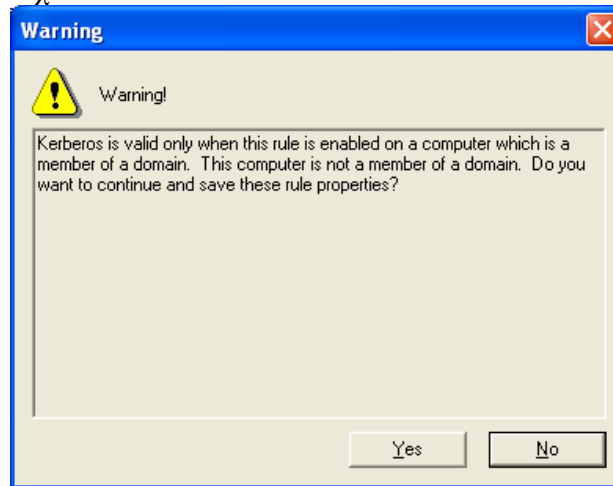 Warning
Warning!
Kerberos is valid only when this rule is enabled on a computer which is a
member of a domain.  This computer is not a member of a domain.  Do you
want to continue and save these rule properties?
Yes
No